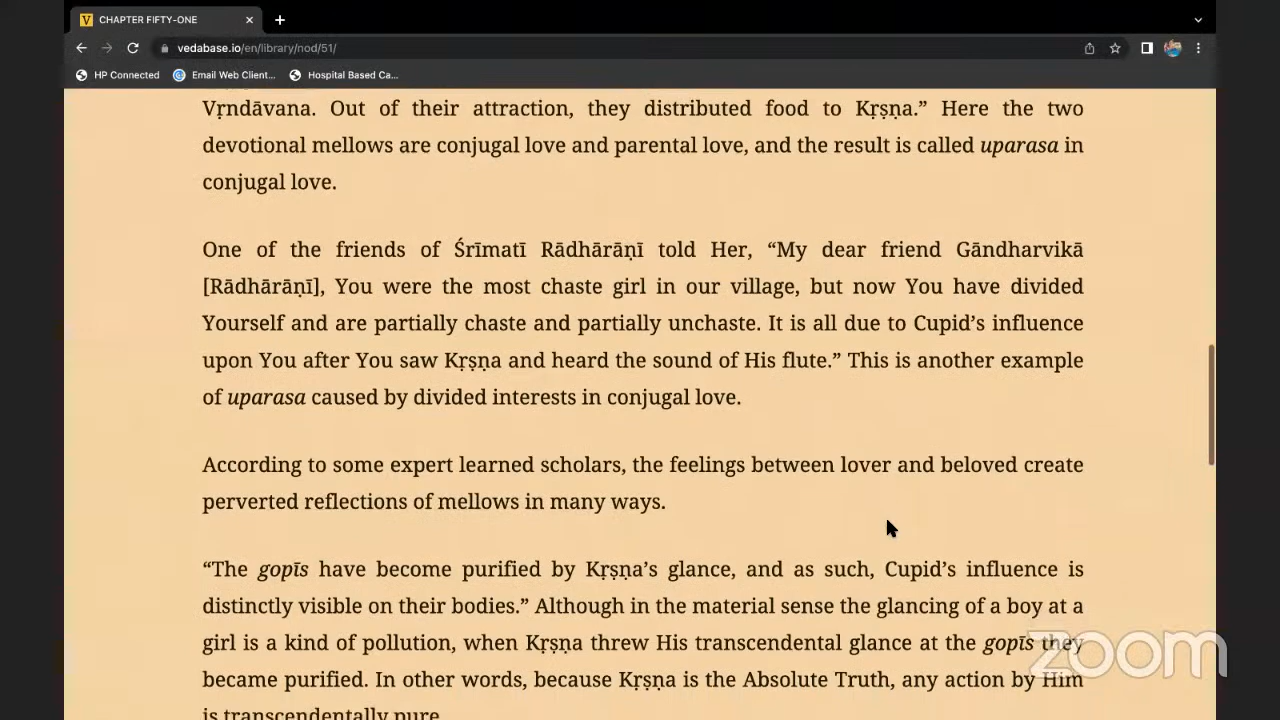 CHAPTER FIFTY-ONE
vedabase.io/en/library/nod/51/
HP Connected Email Web Client... Hospital Based Ca...
Vṛndāvana. Out of their attraction, they distributed food to Kṛṣṇa.” Here the two
devotional mellows are conjugal love and parental love, and the result is called uparasa in
conjugal love.
One of the friends of Śrīmatī Rādhārāṇī told Her, “My dear friend Gāndharvikā
[Rādhārāṇī], You were the most chaste girl in our village, but now You have divided
Yourself and are partially chaste and partially unchaste. It is all due to Cupid’s influence
upon You after You saw Kṛṣṇa and heard the sound of His flute.” This is another example
of uparasa caused by divided interests in conjugal love.
According to some expert learned scholars, the feelings between lover and beloved create
perverted reflections of mellows in many ways.
“The gopīs have become purified by Kṛṣṇa’s glance, and as such, Cupid’s influence is
distinctly visible on their bodies.” Although in the material sense the glancing of a boy at a
girl is a kind of pollution, when Kṛṣṇa threw His transcendental glance at the gopīs they
became purified. In other words, because Kṛṣṇa is the Absolute Truth, any action by Him
is transcendentally pure.
zoom